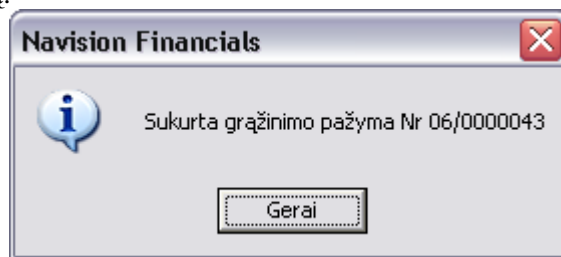 Navision Financials
Sukurta grąžinimo pažyma Nr 06/0000043
Gerai